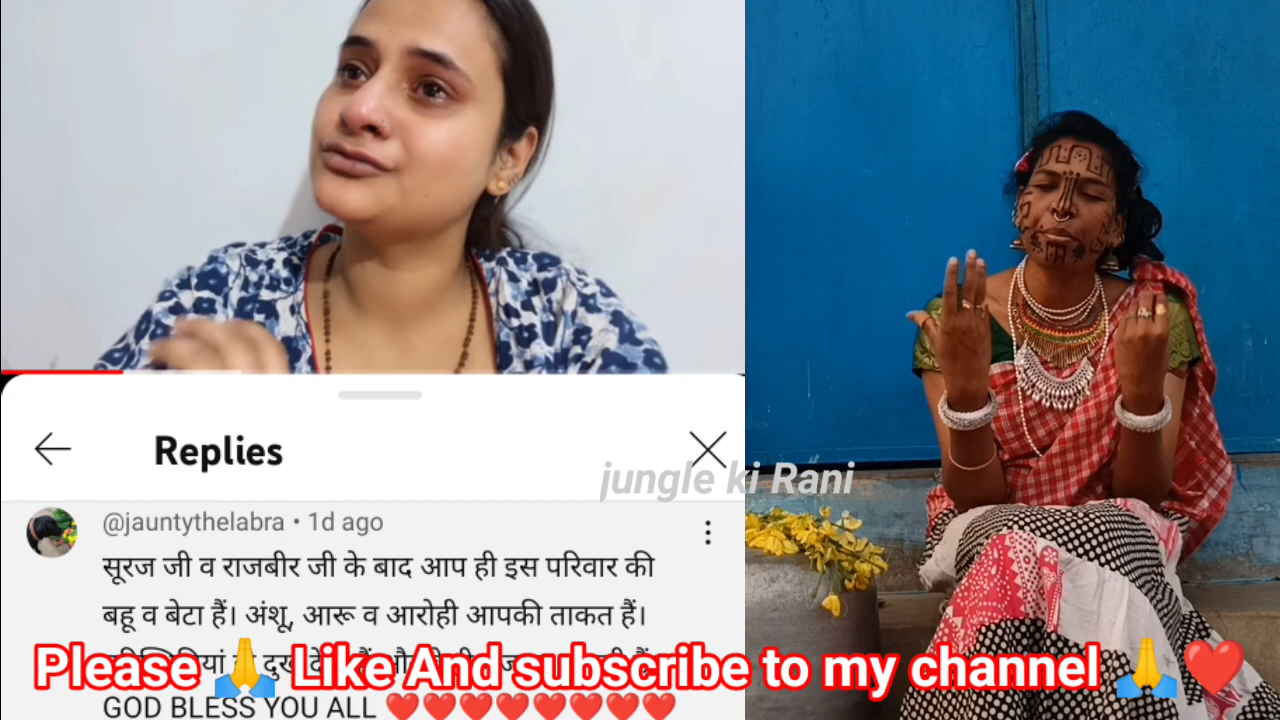 Replies
jungle ki Rani
@jauntythelabra • 1d ago
सूरज जी व राजबीर जी के बाद आप ही इस परिवार की
बहू व बेटा हैं। अंशू, आरू व आरोही आपकी ताकत हैं।
Please 🙏 Like And subscribe to my channel 🙏❤️
GOD BLESS YOU ALL ❤️❤️❤️❤️❤️❤️❤️❤️